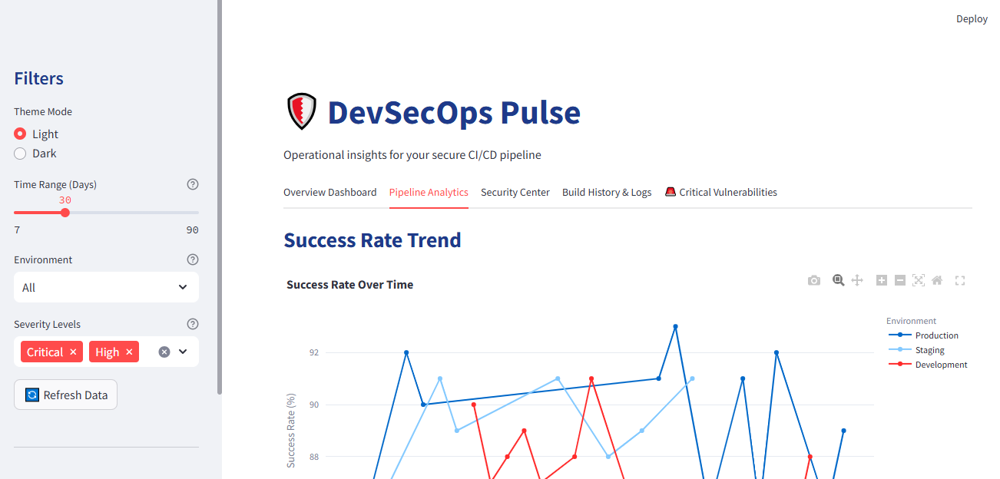 Deploy
Filters
Theme Mode
Light
Dark
Time Range (Days)
30
7 90
Environment
All
Severity Levels
Critical × High ×
Refresh Data
DevSecOps Pulse
Operational insights for your secure CI/CD pipeline
Overview Dashboard Pipeline Analytics Security Center Build History & Logs Critical Vulnerabilities
Success Rate Trend
Success Rate Over Time
Environment
Production
Staging
Development
92
90
88
Success Rate (%)